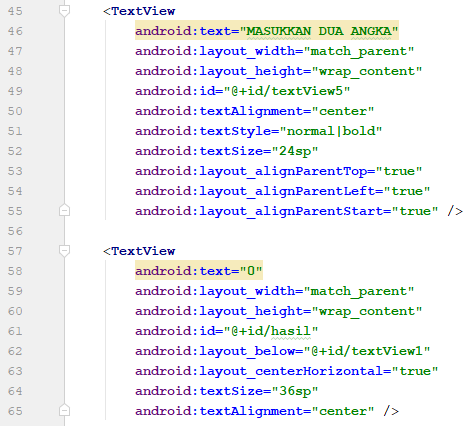 45 <TextView
46 android:text="MASUKKAN DUA ANGKA"
47 android:layout_width="match_parent"
48 android:layout_height="wrap_content"
49 android:id="@+id/textView5"
50 android:textAlignment="center"
51 android:textStyle="normal|bold"
52 android:textSize="24sp"
53 android:layout_alignParentTop="true"
54 android:layout_alignParentLeft="true"
55 android:layout_alignParentStart="true" />
56
57 <TextView
58 android:text="0"
59 android:layout_width="match_parent"
60 android:layout_height="wrap_content"
61 android:id="@+id/hasil"
62 android:layout_below="@+id/textView1"
63 android:layout_centerHorizontal="true"
64 android:textSize="36sp"
65 android:textAlignment="center" />